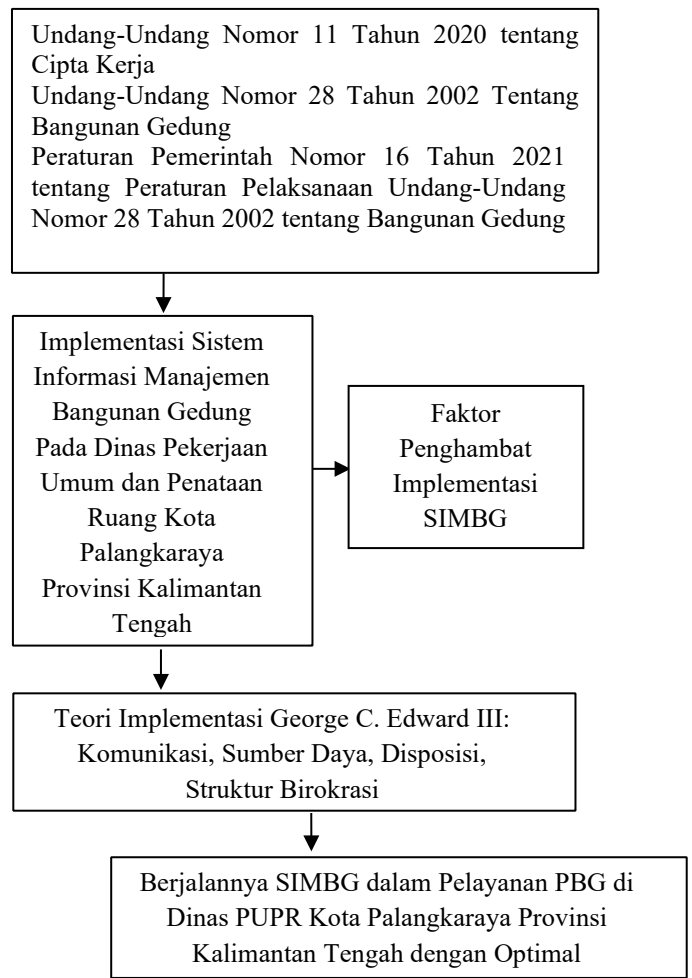 Undang-Undang Nomor 11 Tahun 2020 tentang
Cipta Kerja
Undang-Undang Nomor 28 Tahun 2002 Tentang
Bangunan Gedung
Peraturan Pemerintah Nomor 16 Tahun 2021
tentang Peraturan Pelaksanaan Undang-Undang
Nomor 28 Tahun 2002 tentang Bangunan Gedung
Implementasi Sistem
Informasi Manajemen
Bangunan Gedung
Pada Dinas Pekerjaan
Umum dan Penataan
Ruang Kota
Palangkaraya
Provinsi Kalimantan
Tengah
Faktor
Penghambat
Implementasi
SIMBG
Teori Implementasi George C. Edward III:
Komunikasi, Sumber Daya, Disposisi,
Struktur Birokrasi
Berjalannya SIMBG dalam Pelayanan PBG di
Dinas PUPR Kota Palangkaraya Provinsi
Kalimantan Tengah dengan Optimal